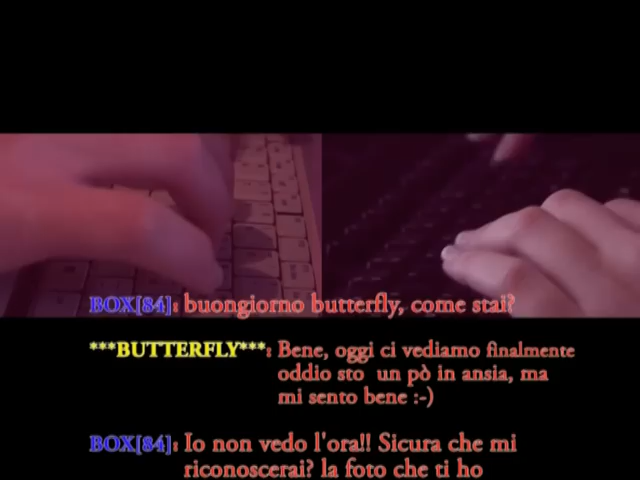 BOX[84]: buongiorno butterfly, come stai?
***BUTTERFLY***: Bene, oggi ci vediamo finalmente
oddio sto un pò in ansia, ma
mi sento bene :-)
BOX[84]: Io non vedo l'ora!! Sicura che mi
riconoscerai? la foto che ti ho